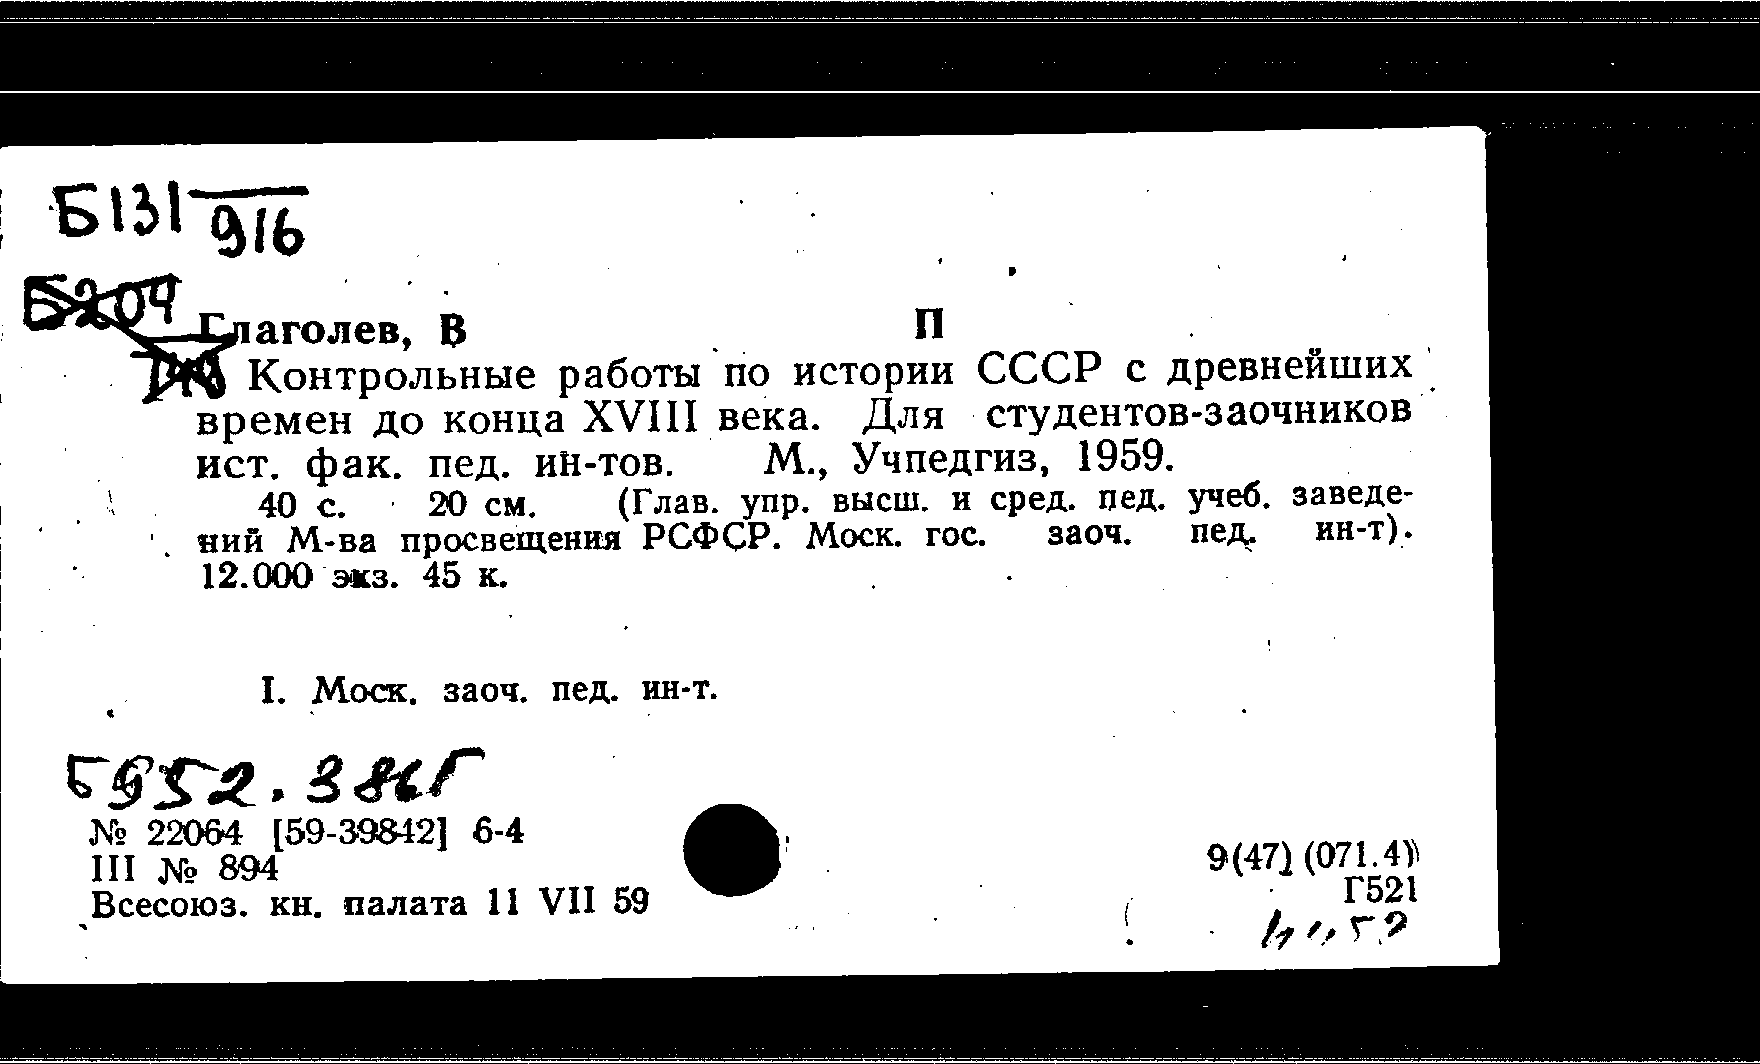 Б131 916
Б204
Глаголев, В П
Контрольные работы по истории СССР с древнейших
времен до конца XVIII века. Для студентов-заочников
ист. фак. пед. ин-тов. М., Учпедгиз, 1959.
40 с. 20 см. (Глав. упр. высш. и сред. пед. учеб. заведе-
ний М-ва просвещения РСФСР. Моск. гос. заоч. пед. ин-т).
12.000 экз. 45 к.
I. Моск. заоч. пед. ин-т.
№ 22064 [59-39842] 6-4
III № 894
Всесоюз. кн. палата 11 VII 59
9(47) (071.4)
Г521